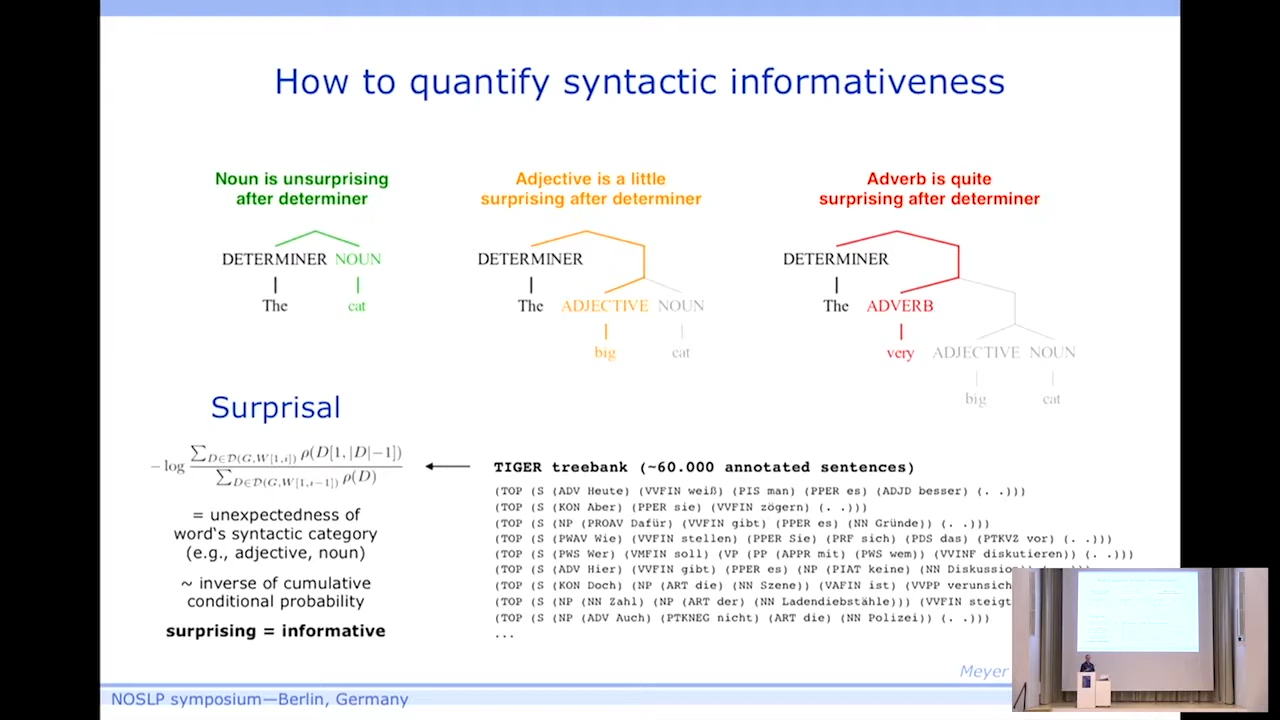 How to quantify syntactic informativeness
Noun is unsurprising
after determiner
DETERMINER NOUN
The cat
Adjective is a little
surprising after determiner
DETERMINER
The ADJECTIVE NOUN
big cat
Adverb is quite
surprising after determiner
DETERMINER
The ADVERB
very ADJECTIVE NOUN
big cat
Surprisal
−log ∑D∈𝒟(G,W[1,i]) ρ(D[1,|D|−1]) / ∑D∈𝒟(G,W[1,i−1]) ρ(D)
= unexpectedness of
word's syntactic category
(e.g., adjective, noun)
~ inverse of cumulative
conditional probability
surprising = informative
TIGER treebank (~60.000 annotated sentences)
(TOP (S (ADV Heute) (VVFIN weiß) (PIS man) (PPER es) (ADJD besser) (. .)))
(TOP (S (KON Aber) (PPER sie) (VVFIN zögern) (. .)))
(TOP (S (NP (PROAV Dafür) (VVFIN gibt) (PPER es) (NN Gründe)) (. .)))
(TOP (S (PWAV Wie) (VVFIN stellen) (PPER Sie) (PRF sich) (PDS das) (PTKVZ vor) (. .)))
(TOP (S (PWS Wer) (VMFIN soll) (VP (PP (APPR mit) (PWS wem)) (VVINF diskutieren)) (. .)))
(TOP (S (ADV Hier) (VVFIN gibt) (PPER es) (NP (PIAT keine) (NN Diskussion
(TOP (S (KON Doch) (NP (ART die) (NN Szene)) (VAFIN ist) (VVPP verunsich
(TOP (S (NP (NN Zahl) (NP (ART der) (NN Ladendiebstähle))) (VVFIN steigt
(TOP (S (NP (ADV Auch) (PTKNEG nicht) (ART die) (NN Polizei)) (. .)))
...
Meyer
NOSLP symposium—Berlin, Germany